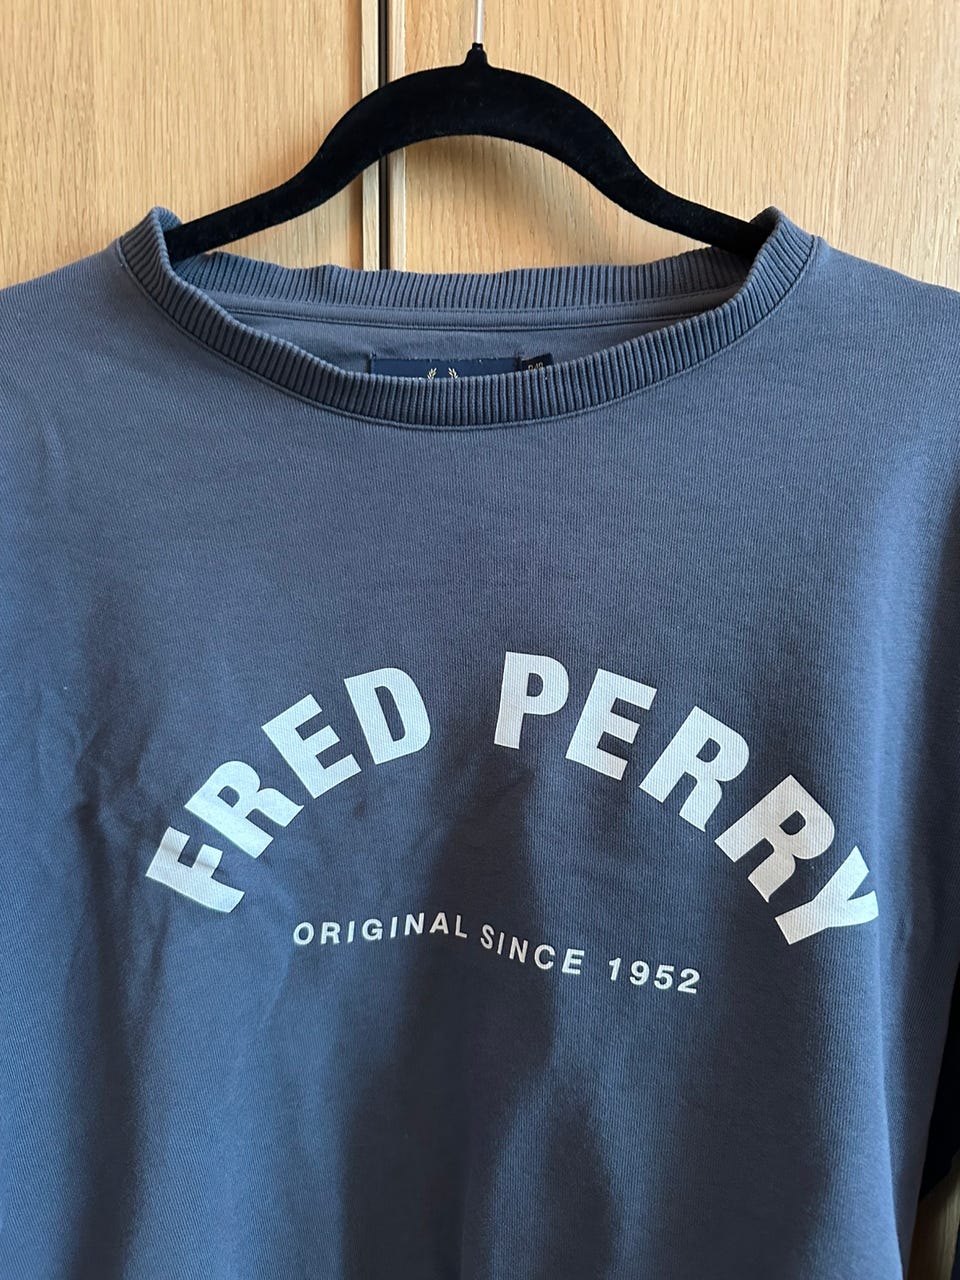 FRED PERRY
ORIGINAL SINCE 1952